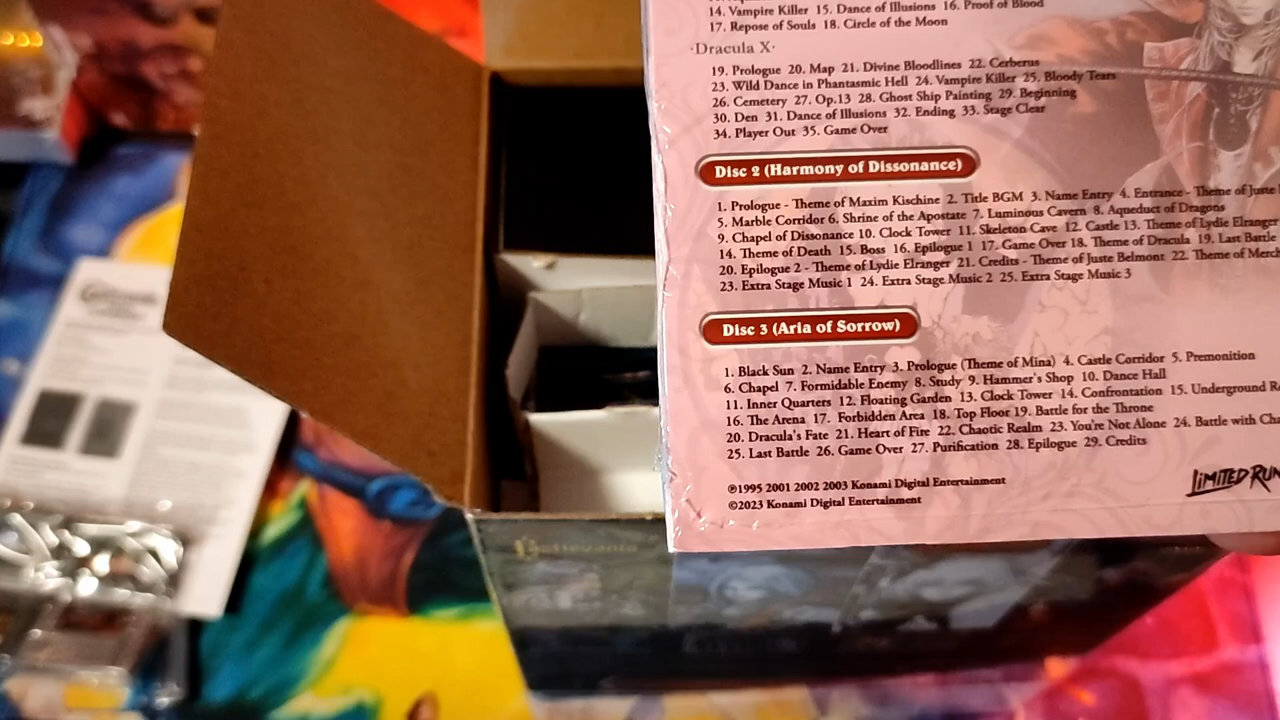 14. Vampire Killer 15. Dance of Illusions 16. Proof of Blood
17. Repose of Souls 18. Circle of the Moon
·Dracula X·
19. Prologue 20. Map 21. Divine Bloodlines 22. Cerberus
23. Wild Dance in Phantasmic Hell 24. Vampire Killer 25. Bloody Tears
26. Cemetery 27. Op.13 28. Ghost Ship Painting 29. Beginning
30. Den 31. Dance of Illusions 32. Ending 33. Stage Clear
34. Player Out 35. Game Over
Disc 2 (Harmony of Dissonance)
1. Prologue - Theme of Maxim Kischine 2. Title BGM 3. Name Entry 4. Entrance - Theme of Juste
5. Marble Corridor 6. Shrine of the Apostate 7. Luminous Cavern 8. Aqueduct of Dragons
9. Chapel of Dissonance 10. Clock Tower 11. Skeleton Cave 12. Castle 13. Theme of Lydie Elranger
14. Theme of Death 15. Boss 16. Epilogue 1 17. Game Over 18. Theme of Dracula 19. Last Battle
20. Epilogue 2 - Theme of Lydie Elranger 21. Credits - Theme of Juste Belmont 22. Theme of Merch
23. Extra Stage Music 1 24. Extra Stage Music 2 25. Extra Stage Music 3
Disc 3 (Aria of Sorrow)
1. Black Sun 2. Name Entry 3. Prologue (Theme of Mina) 4. Castle Corridor 5. Premonition
6. Chapel 7. Formidable Enemy 8. Study 9. Hammer's Shop 10. Dance Hall
11. Inner Quarters 12. Floating Garden 13. Clock Tower 14. Confrontation 15. Underground R
16. The Arena 17. Forbidden Area 18. Top Floor 19. Battle for the Throne
20. Dracula's Fate 21. Heart of Fire 22. Chaotic Realm 23. You're Not Alone 24. Battle with Cha
25. Last Battle 26. Game Over 27. Purification 28. Epilogue 29. Credits
℗1995 2001 2002 2003 Konami Digital Entertainment
©2023 Konami Digital Entertainment
LIMITED RUN
Castlevania